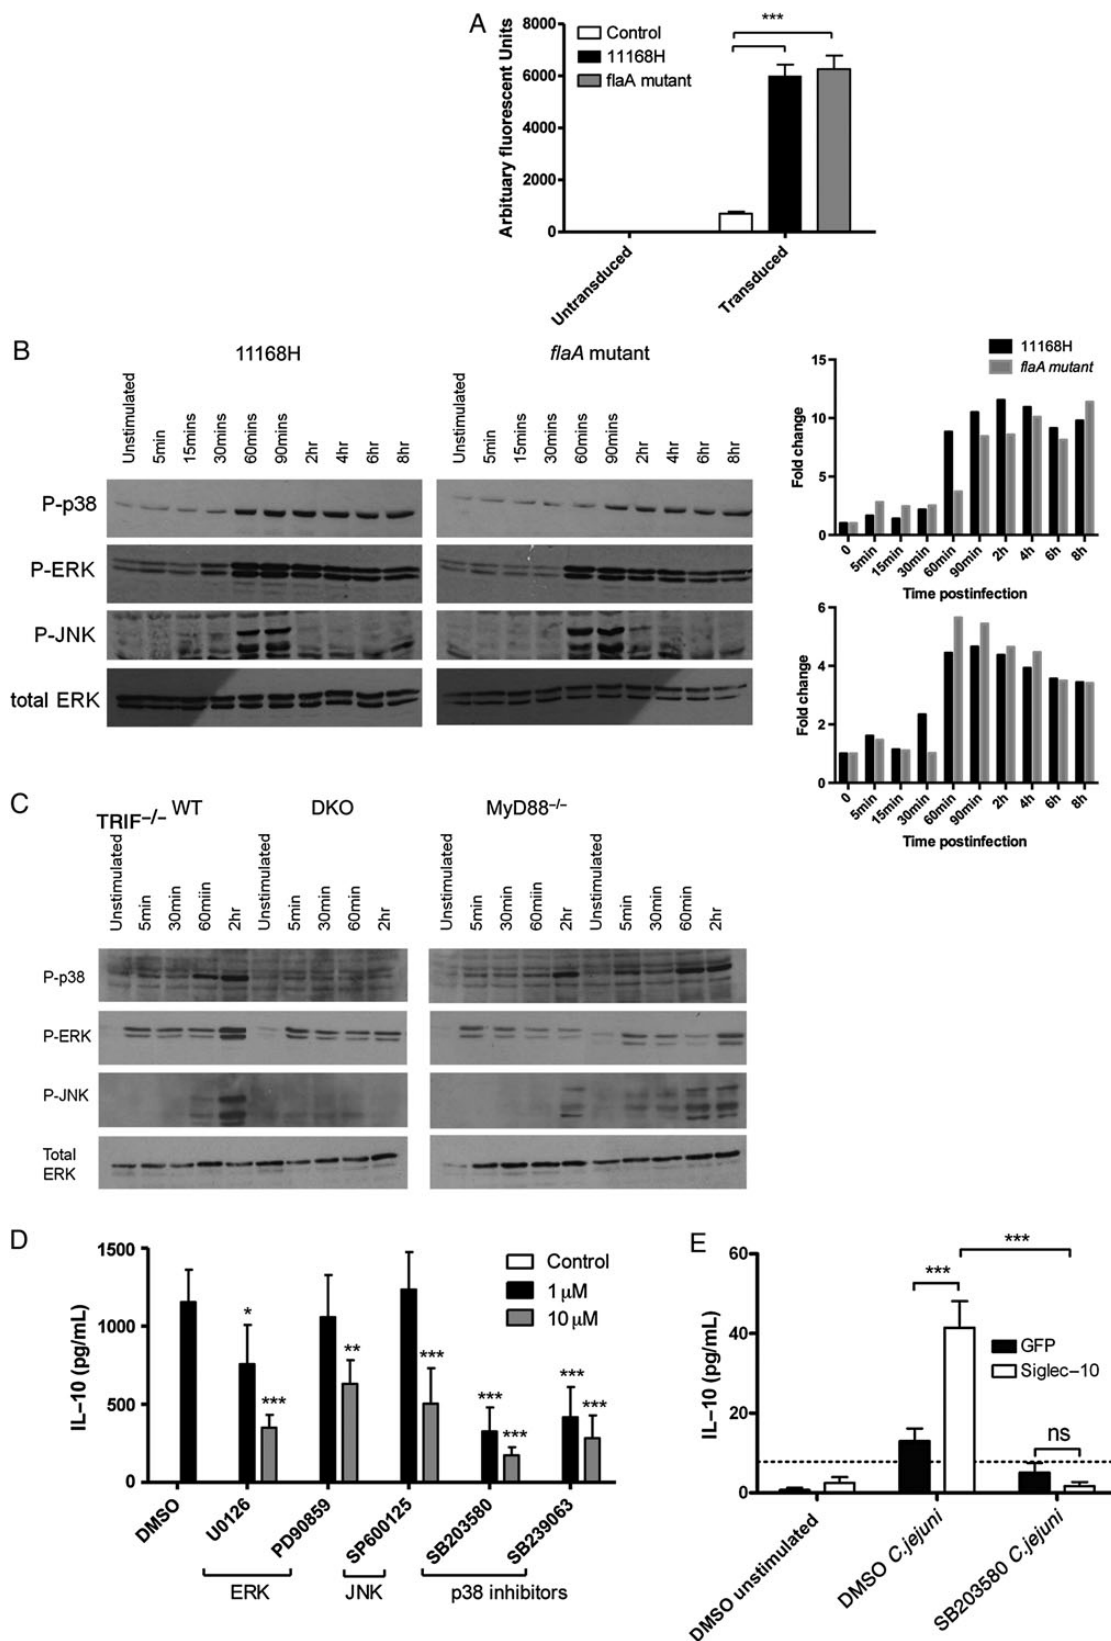 A
Arbituary fluorescent Units
8000
6000
4000
2000
0
Control
11168H
flaA mutant
***
Untransduced
Transduced
B
11168H
flaA mutant
Unstimulated
5min
15mins
30mins
60mins
90mins
2hr
4hr
6hr
8hr
Unstimulated
5min
15mins
30mins
60mins
90mins
2hr
4hr
6hr
8hr
P-p38
P-ERK
P-JNK
total ERK
11168H
flaA mutant
Fold change
15
10
5
0
0
5min
15min
30min
60min
90min
2h
4h
6h
8h
Time postinfection
Fold change
6
4
2
0
0
5min
15min
30min
60min
90min
2h
4h
6h
8h
Time postinfection
C
TRIF–/– WT
DKO
MyD88–/–
Unstimulated
5min
30min
60miin
2hr
Unstimulated
5min
30min
60min
2hr
Unstimulated
5min
30min
60min
2hr
Unstimulated
5min
30min
60min
2hr
P-p38
P-ERK
P-JNK
Total
ERK
D
IL–10 (pg/mL)
1500
1000
500
0
Control
1 μM
10 μM
*
***
**
***
***
***
***
***
DMSO
U0126
PD90859
SP600125
SB203580
SB239063
ERK
JNK
p38 inhibitors
E
IL–10 (pg/mL)
60
40
20
0
***
***
GFP
Siglec–10
ns
DMSO unstimulated
DMSO C.jejuni
SB203580 C.jejuni